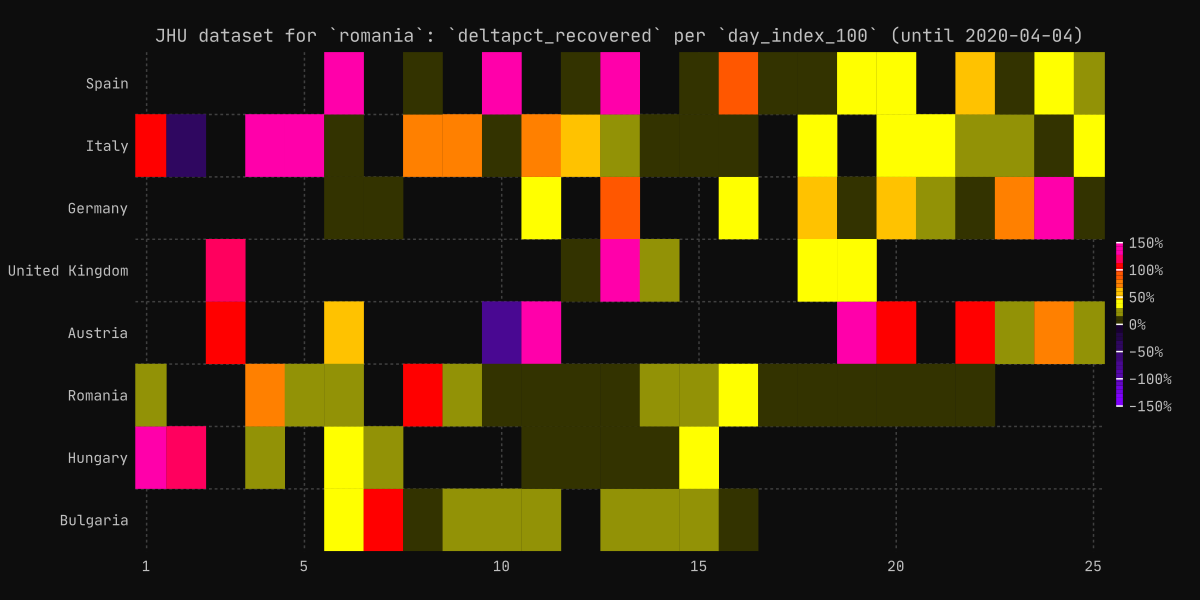 JHU dataset for `romania`: `deltapct_recovered` per `day_index_100` (until 2020-04-04)
Spain
Italy
Germany
United Kingdom
Austria
Romania
Hungary
Bulgaria
1 5 10 15 20 25
150%
100%
50%
0%
-50%
-100%
-150%